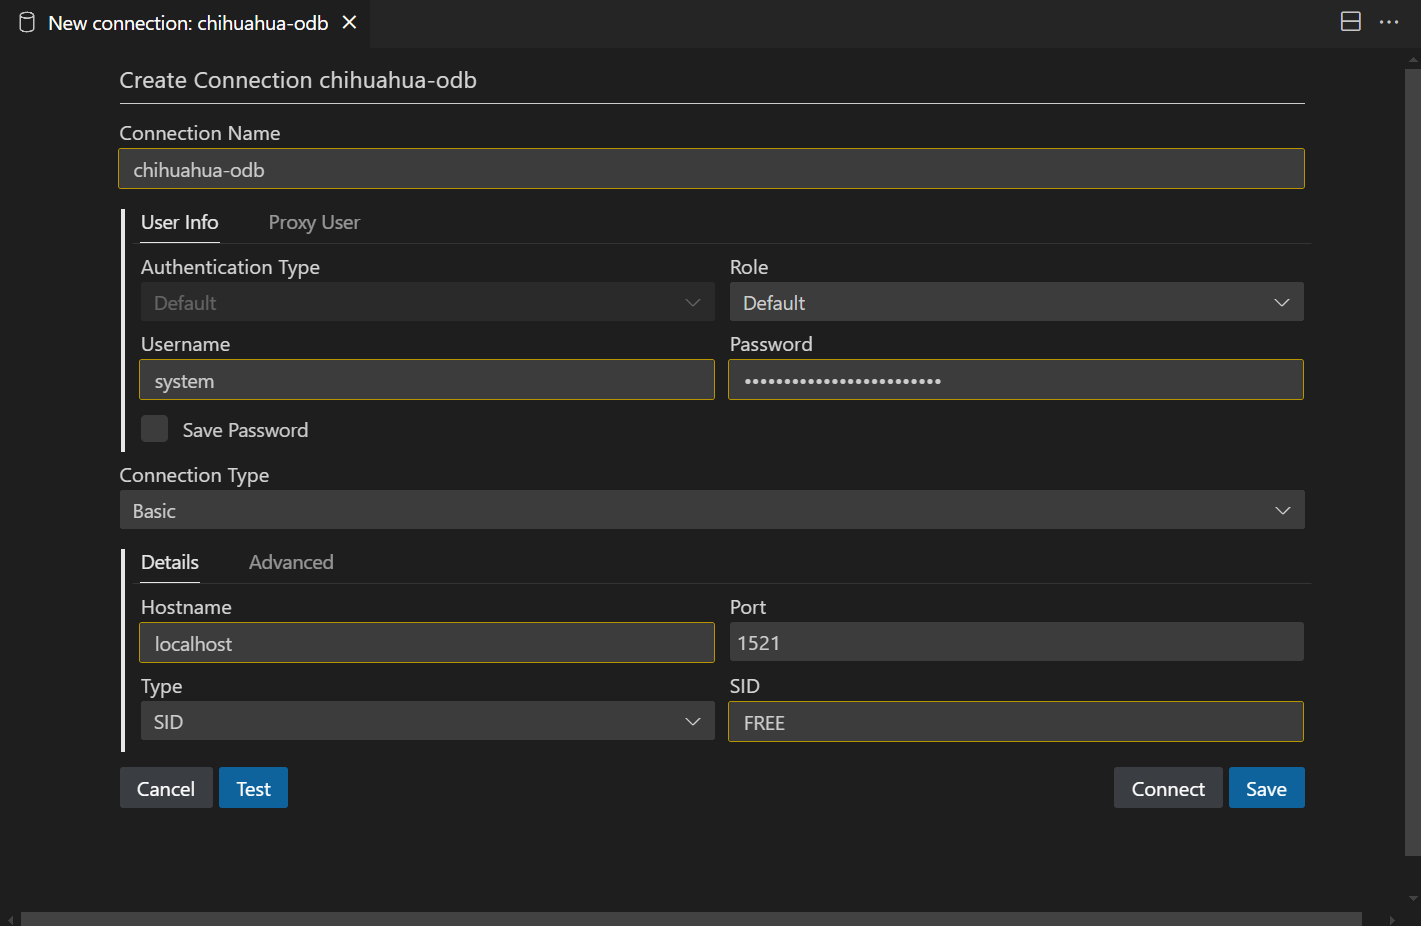 New connection: chihuahua-odb
Create Connection chihuahua-odb
Connection Name
chihuahua-odb
User Info Proxy User
Authentication Type Role
Default Default
Username Password
system •••••••••••••••••••••••••
Save Password
Connection Type
Basic
Details Advanced
Hostname Port
localhost 1521
Type SID
SID FREE
Cancel Test Connect Save